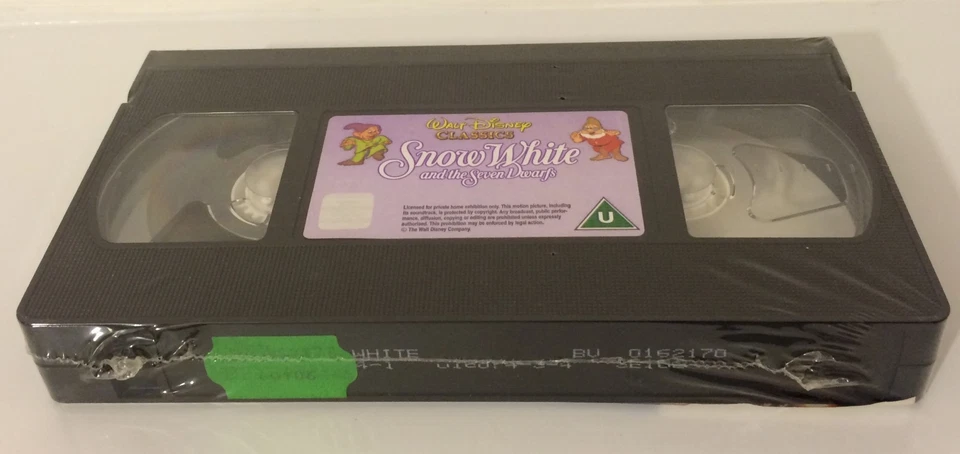 WALT DISNEY
CLASSICS
Snow White
and the Seven Dwarfs
Licensed for private home exhibition only. This motion picture, including
its soundtrack, is protected by copyright. Any broadcast, public perfor-
mance, diffusion, copying or editing are prohibited unless expressly
authorised. This prohibition may be enforced by legal action.
© The Walt Disney Company
U
WHITE BV 0152170